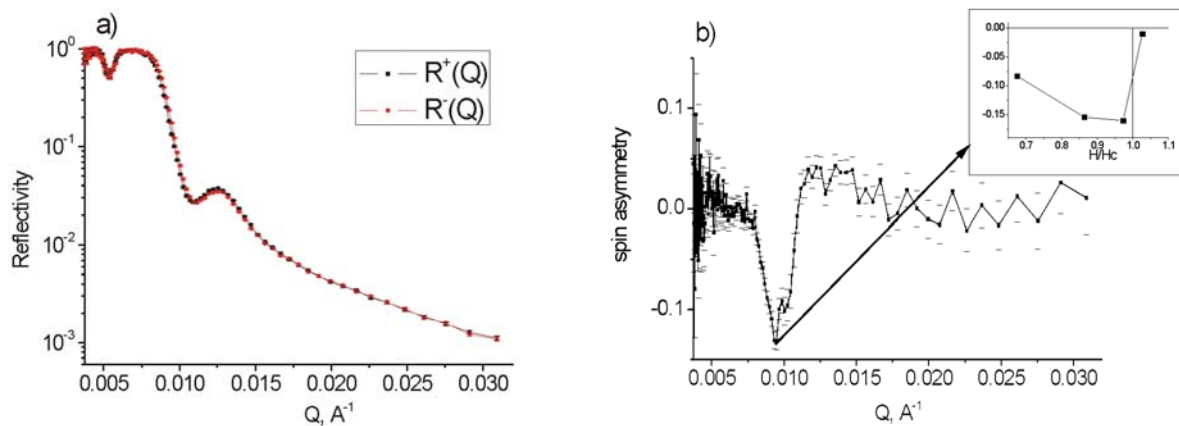 a)
10⁰
10⁻¹
10⁻²
10⁻³
Reflectivity
R⁺(Q)
R⁻(Q)
0.005 0.010 0.015 0.020 0.025 0.030
Q, A⁻¹
b)
0.1
0.0
-0.1
spin asymmetry
0.005 0.010 0.015 0.020 0.025 0.030
Q, A⁻¹
0.00
-0.05
-0.10
-0.15
0.7 0.8 0.9 1.0 1.1
H/Hc